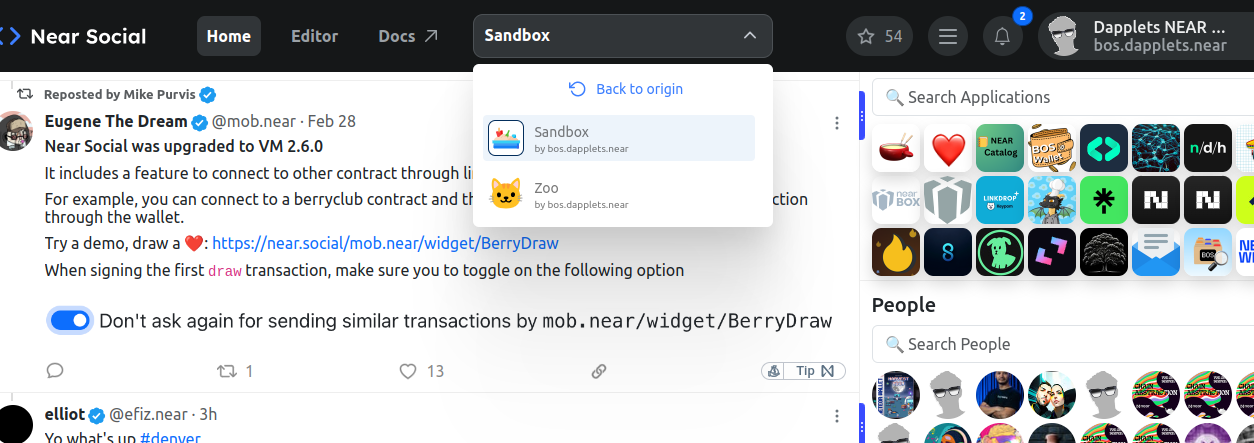 Near Social
Home
Editor
Docs
Sandbox
54
2
Dapplets NEAR ...
bos.dapplets.near
Back to origin
Sandbox
by bos.dapplets.near
Zoo
by bos.dapplets.near
Reposted by Mike Purvis
Eugene The Dream @mob.near · Feb 28
Near Social was upgraded to VM 2.6.0
It includes a feature to connect to other contract through
For example, you can connect to a berryclub contract and
through the wallet.
Try a demo, draw a ❤️: https://near.social/mob.near/widget/BerryDraw
When signing the first draw transaction, make sure you to toggle on the following option
Don't ask again for sending similar transactions by mob.near/widget/BerryDraw
1
13
Tip
elliot @efiz.near · 3h
Yo what's up #denver
Search Applications
NEAR
Catalog
BOS
Wallet
n/d/h
near
BOX
LINKDROP
Keypom
BOS
People
Search People